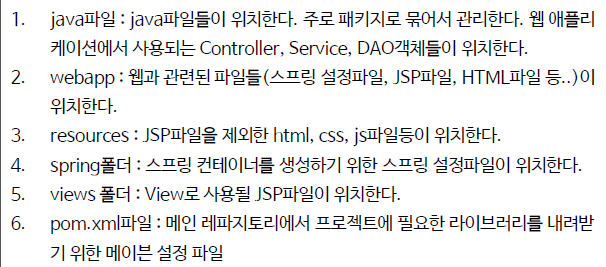 1. java파일 : java파일들이 위치한다. 주로 패키지로 묶어서 관리한다. 웹 애플리
케이션에서 사용되는 Controller, Service, DAO객체들이 위치한다.
2. webapp : 웹과 관련된 파일들(스프링 설정파일, JSP파일, HTML파일 등..)이
위치한다.
3. resources : JSP파일을 제외한 html, css, js파일등이 위치한다.
4. spring폴더 : 스프링 컨테이너를 생성하기 위한 스프링 설정파일이 위치한다.
5. views 폴더 : View로 사용될 JSP파일이 위치한다.
6. pom.xml파일 : 메인 레파지토리에서 프로젝트에 필요한 라이브러리를 내려받
기 위한 메이븐 설정 파일